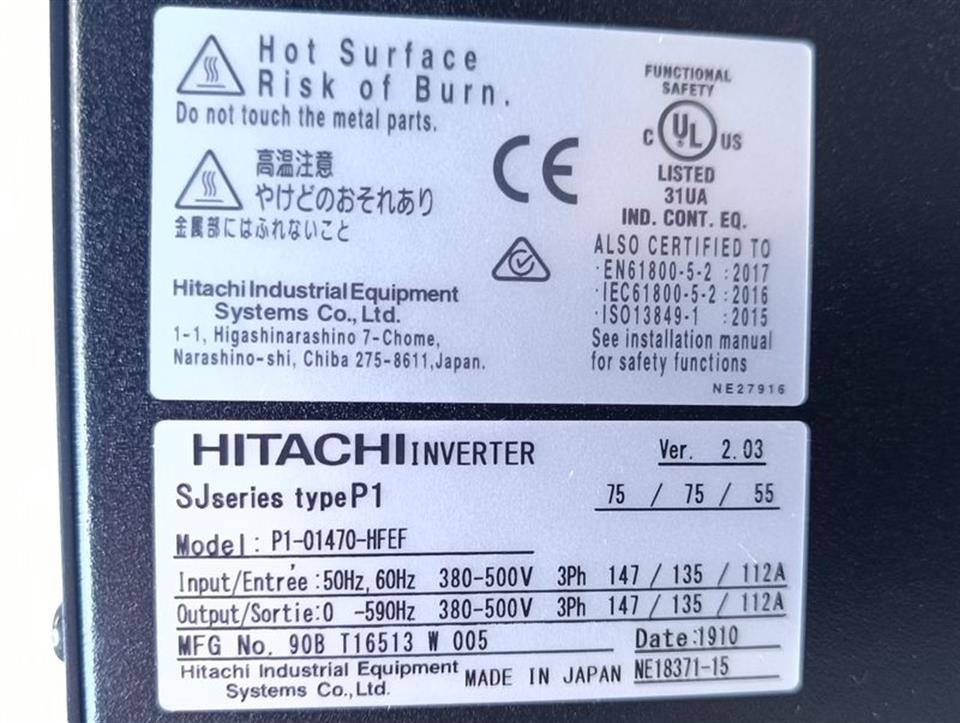 Hot Surface
Risk of Burn.
Do not touch the metal parts.
高温注意
やけどのおそれあり
金属部にはふれないこと
Hitachi Industrial Equipment
Systems Co., Ltd.
1-1, Higashinarashino 7-Chome,
Narashino-shi, Chiba 275-8611, Japan.
CE
FUNCTIONAL
SAFETY
C UL US
LISTED
31UA
IND. CONT. EQ.
ALSO CERTIFIED TO
・EN61800-5-2 :2017
・IEC61800-5-2 :2016
・ISO13849-1 :2015
See installation manual
for safety functions
NE27916
HITACHI INVERTER Ver. 2.03
SJseries typeP1 75 / 75 / 55
Model: P1-01470-HFEF
Input/Entrée:50Hz, 60Hz 380-500V 3Ph 147 / 135 / 112A
Output/Sortie:0 -590Hz 380-500V 3Ph 147 / 135 / 112A
MFG No. 90B T16513 W 005 Date:1910
Hitachi Industrial Equipment
Systems Co., Ltd.
MADE IN JAPAN NE18371-15